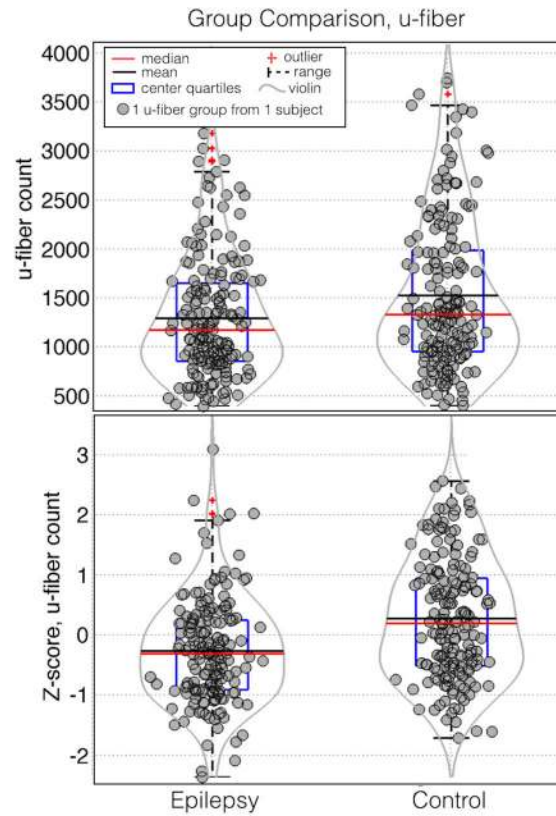 Group Comparison, u-fiber
median
mean
center quartiles
outlier
range
violin
1 u-fiber group from 1 subject
u-fiber count
4000
3500
3000
2500
2000
1500
1000
500
Z-score, u-fiber count
3
2
1
0
-1
-2
Epilepsy
Control